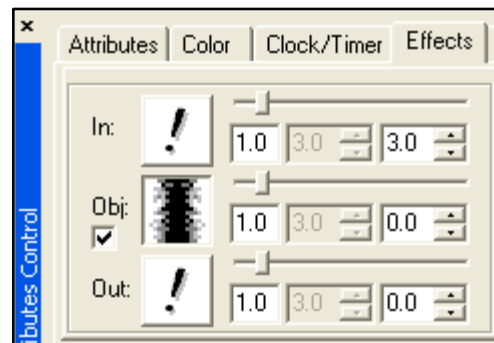 Attributes Color Clock/Timer Effects
In: ! 1.0 3.0 3.0
Obj: 1.0 3.0 0.0
Out: ! 1.0 3.0 0.0
ibutes Control